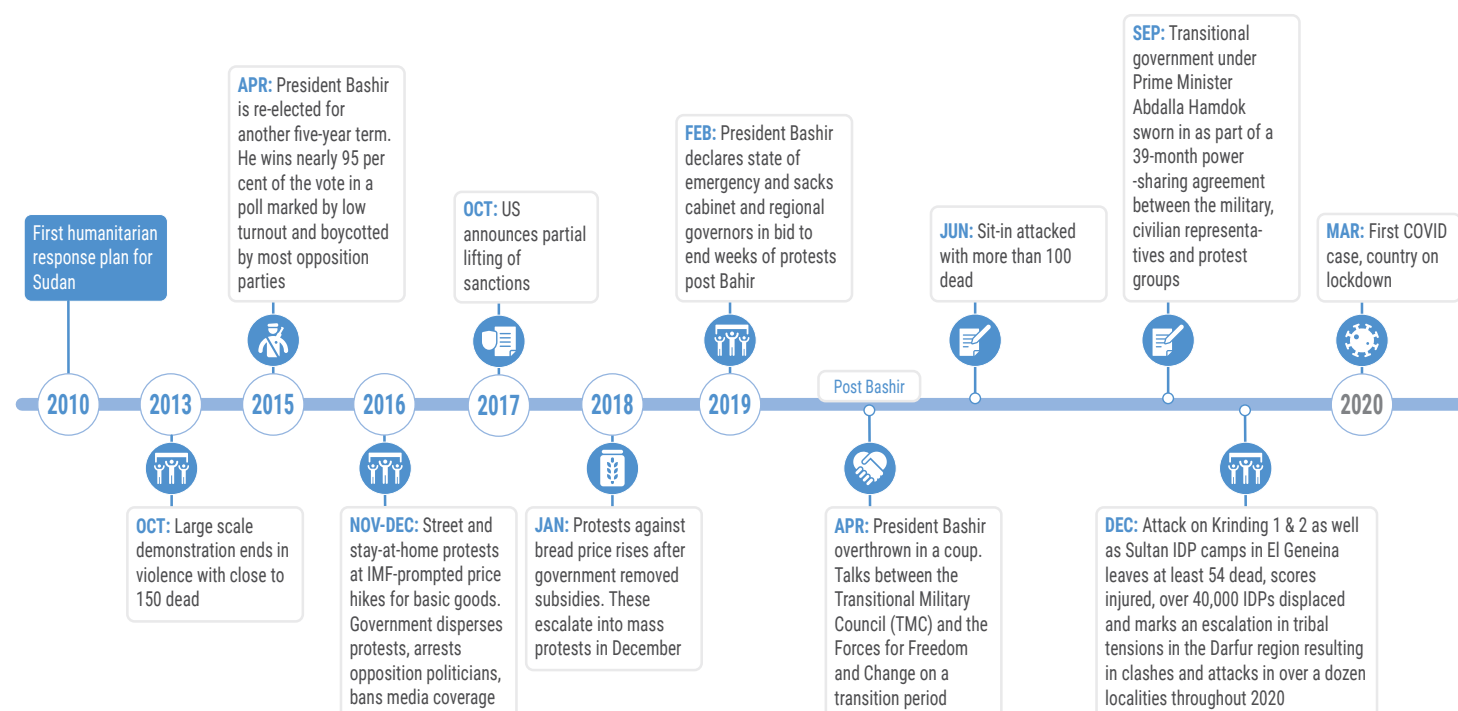 First humanitarian
response plan for
Sudan
2010
2013
OCT: Large scale
demonstration ends in
violence with close to
150 dead
APR: President Bashir
is re-elected for
another five-year term.
He wins nearly 95 per
cent of the vote in a
poll marked by low
turnout and boycotted
by most opposition
parties
2015
2016
NOV-DEC: Street and
stay-at-home protests
at IMF-prompted price
hikes for basic goods.
Government disperses
protests, arrests
opposition politicians,
bans media coverage
OCT: US
announces partial
lifting of
sanctions
2017
2018
JAN: Protests against
bread price rises after
government removed
subsidies. These
escalate into mass
protests in December
FEB: President Bashir
declares state of
emergency and sacks
cabinet and regional
governors in bid to
end weeks of protests
post Bahir
2019
Post Bashir
APR: President Bashir
overthrown in a coup.
Talks between the
Transitional Military
Council (TMC) and the
Forces for Freedom
and Change on a
transition period
JUN: Sit-in attacked
with more than 100
dead
SEP: Transitional
government under
Prime Minister
Abdalla Hamdok
sworn in as part of a
39-month power
-sharing agreement
between the military,
civilian representa-
tives and protest
groups
DEC: Attack on Krinding 1 & 2 as well
as Sultan IDP camps in El Geneina
leaves at least 54 dead, scores
injured, over 40,000 IDPs displaced
and marks an escalation in tribal
tensions in the Darfur region resulting
in clashes and attacks in over a dozen
localities throughout 2020
MAR: First COVID
case, country on
lockdown
2020